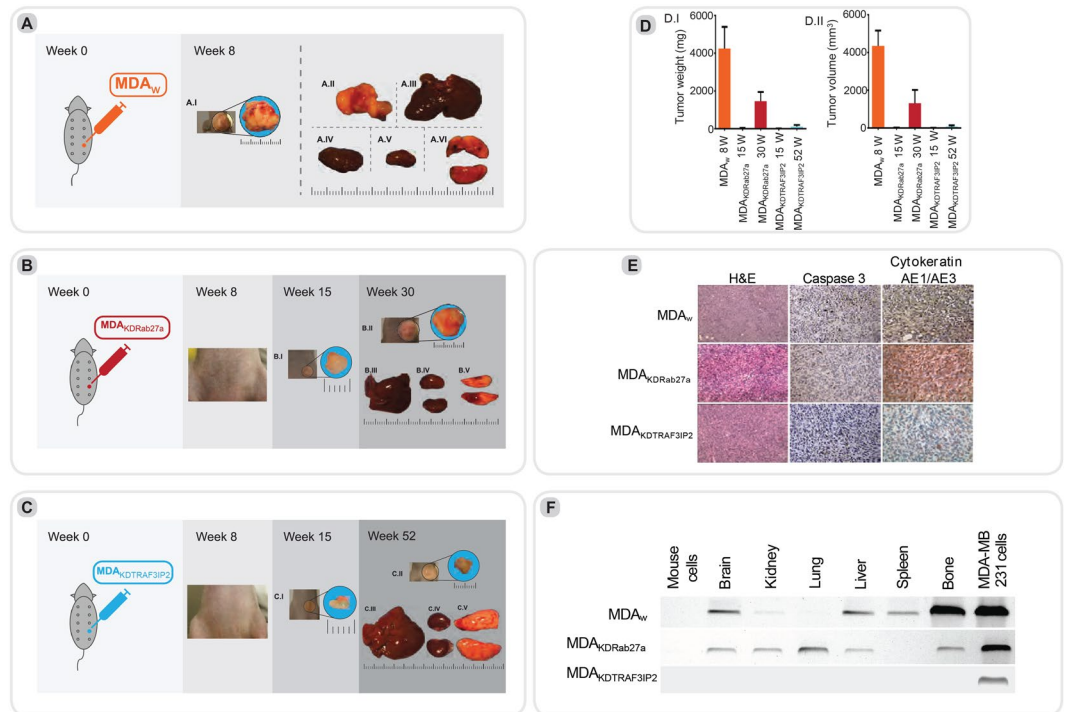 A
Week 0
Week 8
MDAW
A.I
A.II
A.III
A.IV
A.V
A.VI
B
Week 0
Week 8
Week 15
Week 30
MDAKDRab27a
B.I
B.II
B.III
B.IV
B.V
C
Week 0
Week 8
Week 15
Week 52
MDAKDTRAF3IP2
C.I
C.II
C.III
C.IV
C.V
D
D.I
Tumor weight (mg)
6000
4000
2000
0
MDAw 8 W
MDAKDRab27a 15 W
MDAKDRab27a 30 W
MDAKDTRAF3IP2 15 W
MDAKDTRAF3IP2 52 W
D.II
Tumor volume (mm3)
6000
4000
2000
0
MDAw 8 W
MDAKDRab27a 15 W
MDAKDRab27a 30 W
MDAKDTRAF3IP2 15 W
MDAKDTRAF3IP2 52 W
E
H&E
Caspase 3
Cytokeratin
AE1/AE3
MDAw
MDAKDRab27a
MDAKDTRAF3IP2
F
Mouse
cells
Brain
Kidney
Lung
Liver
Spleen
Bone
MDA-MB
231 cells
MDAw
MDAKDRab27a
MDAKDTRAF3IP2